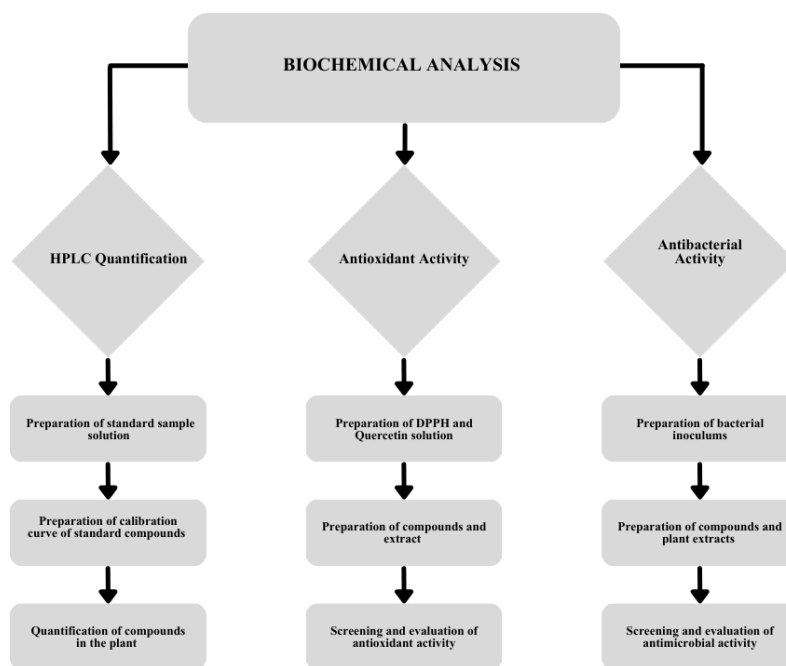 BIOCHEMICAL ANALYSIS
HPLC Quantification
Antioxidant Activity
Antibacterial
Activity
Preparation of standard sample
solution
Preparation of DPPH and
Quercetin solution
Preparation of bacterial
inoculums
Preparation of calibration
curve of standard compounds
Preparation of compounds and
extract
Preparation of compounds and
plant extracts
Quantification of compounds
in the plant
Screening and evaluation of
antioxidant activity
Screening and evaluation of
antimicrobial activity